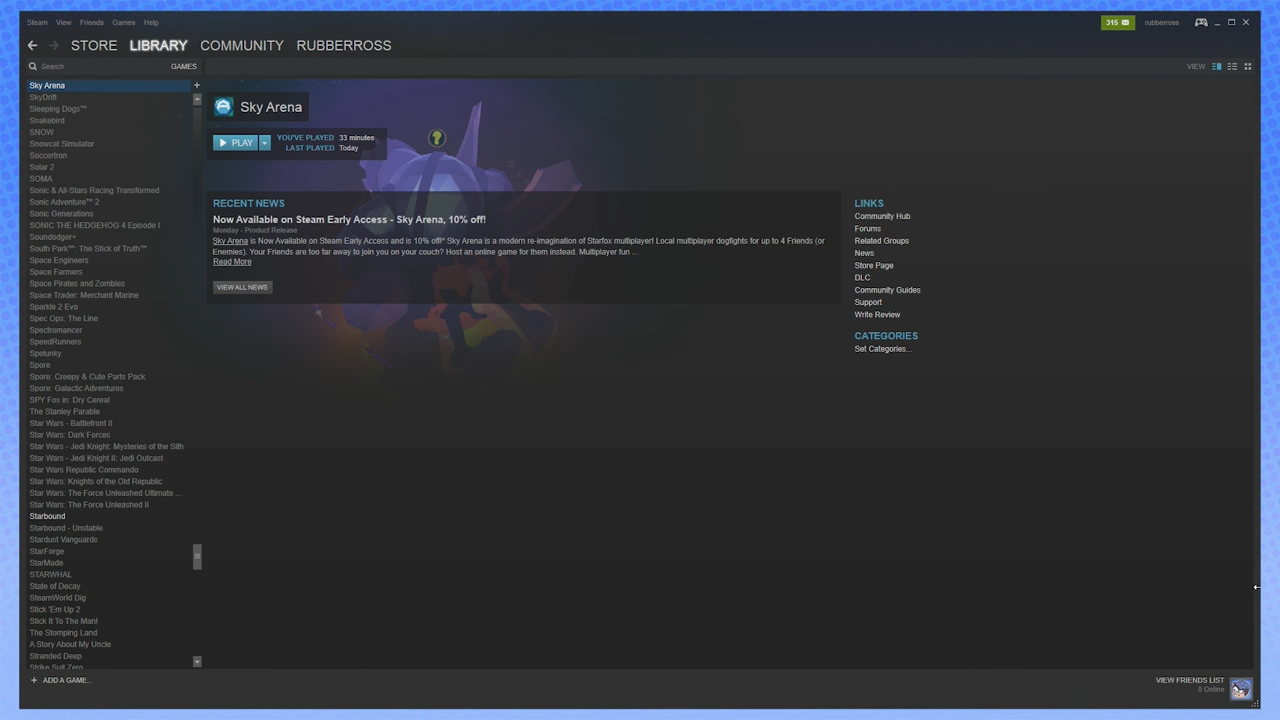 Steam View Friends Games Help
315
rubberross
STORE LIBRARY COMMUNITY RUBBERROSS
Search
GAMES
VIEW
Sky Arena
SkyDrift
Sleeping Dogs™
Snakebird
SNOW
Snowcat Simulator
Soccertron
Solar 2
SOMA
Sonic & All-Stars Racing Transformed
Sonic Adventure™ 2
Sonic Generations
SONIC THE HEDGEHOG 4 Episode I
Soundodger+
South Park™: The Stick of Truth™
Space Engineers
Space Farmers
Space Pirates and Zombies
Space Trader: Merchant Marine
Sparkle 2 Evo
Spec Ops: The Line
Spectromancer
SpeedRunners
Spelunky
Spore
Spore: Creepy & Cute Parts Pack
Spore: Galactic Adventures
SPY Fox in: Dry Cereal
The Stanley Parable
Star Wars - Battlefront II
Star Wars: Dark Forces
Star Wars - Jedi Knight: Mysteries of the Sith
Star Wars - Jedi Knight II: Jedi Outcast
Star Wars Republic Commando
Star Wars: Knights of the Old Republic
Star Wars: The Force Unleashed Ultimate ...
Star Wars: The Force Unleashed II
Starbound
Starbound - Unstable
Stardust Vanguards
StarForge
StarMade
STARWHAL
State of Decay
SteamWorld Dig
Stick 'Em Up 2
Stick It To The Man!
The Stomping Land
A Story About My Uncle
Stranded Deep
Strike Suit Zero
+ ADD A GAME...
Sky Arena
PLAY
YOU'VE PLAYED 33 minutes
LAST PLAYED Today
?
RECENT NEWS
Now Available on Steam Early Access - Sky Arena, 10% off!
Monday - Product Release
Sky Arena is Now Available on Steam Early Access and is 10% off!* Sky Arena is a modern re-imagination of Starfox multiplayer! Local multiplayer dogfights for up to 4 Friends (or
Enemies). Your Friends are too far away to join you on your couch? Host an online game for them instead. Multiplayer fun ...
Read More
VIEW ALL NEWS
LINKS
Community Hub
Forums
Related Groups
News
Store Page
DLC
Community Guides
Support
Write Review
CATEGORIES
Set Categories...
VIEW FRIENDS LIST
0 Online